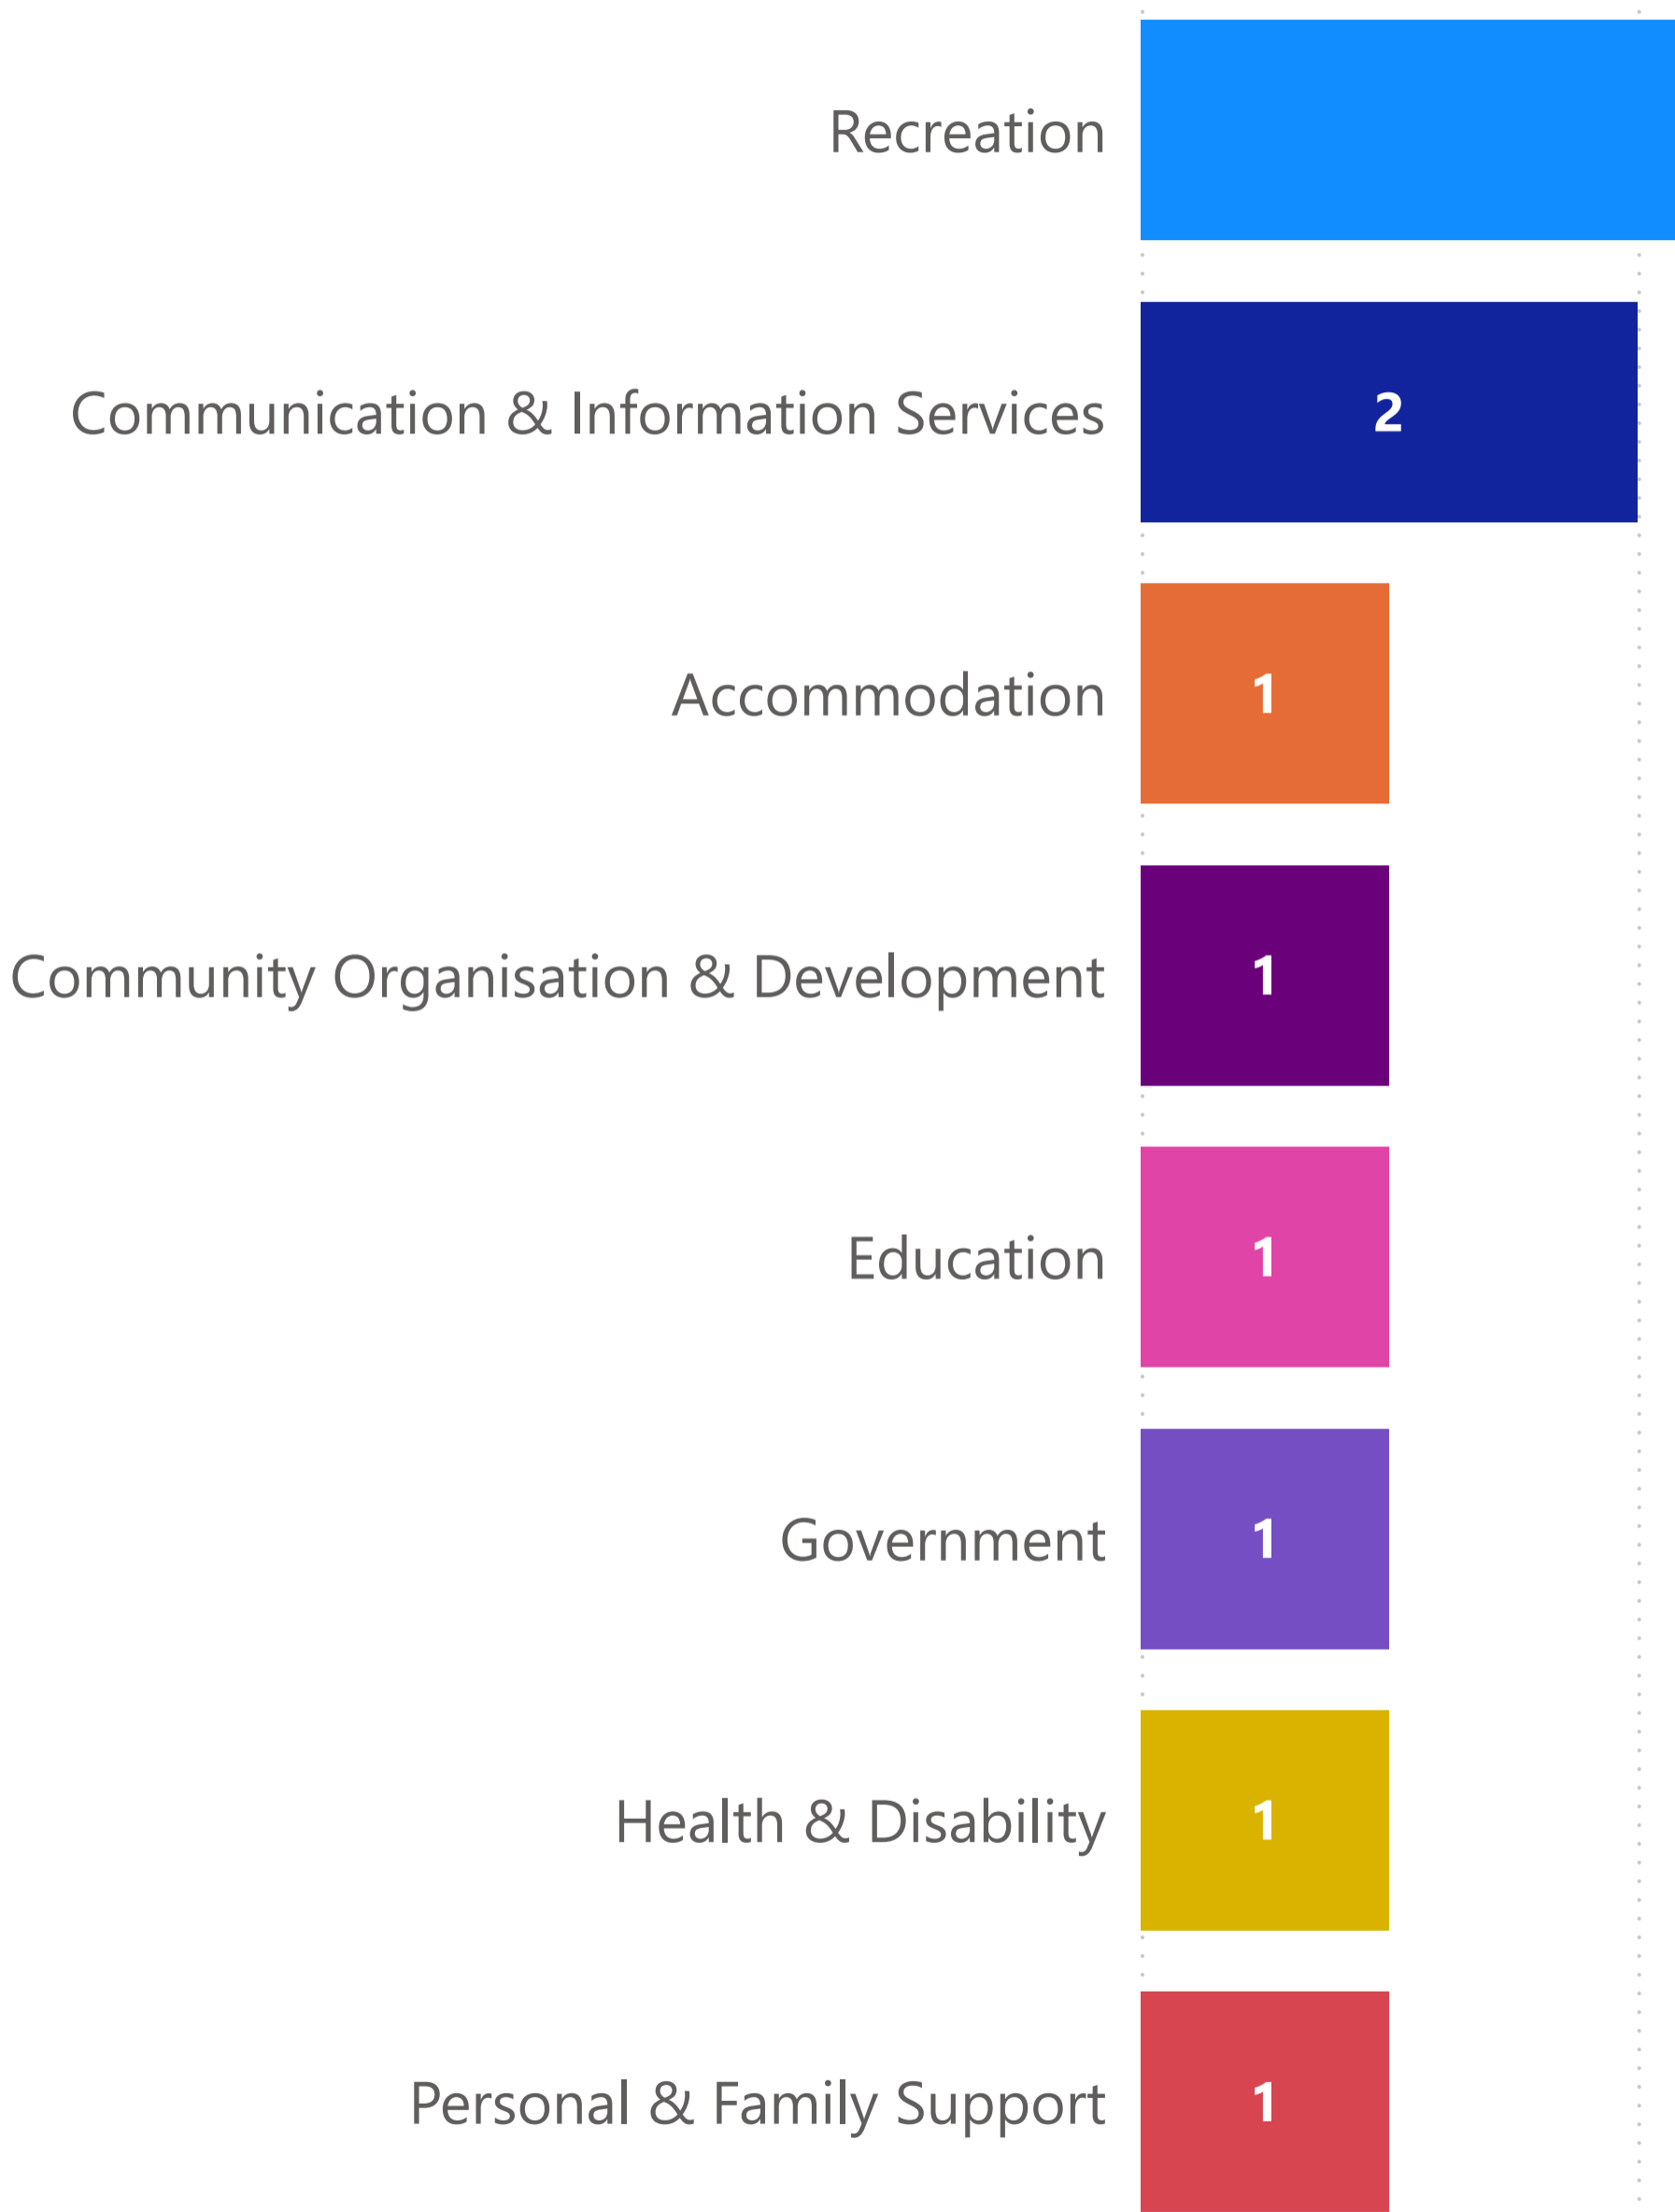 Recreation
Communication & Information Services 2
Accommodation 1
Community Organisation & Development 1
Education 1
Government 1
Health & Disability 1
Personal & Family Support 1